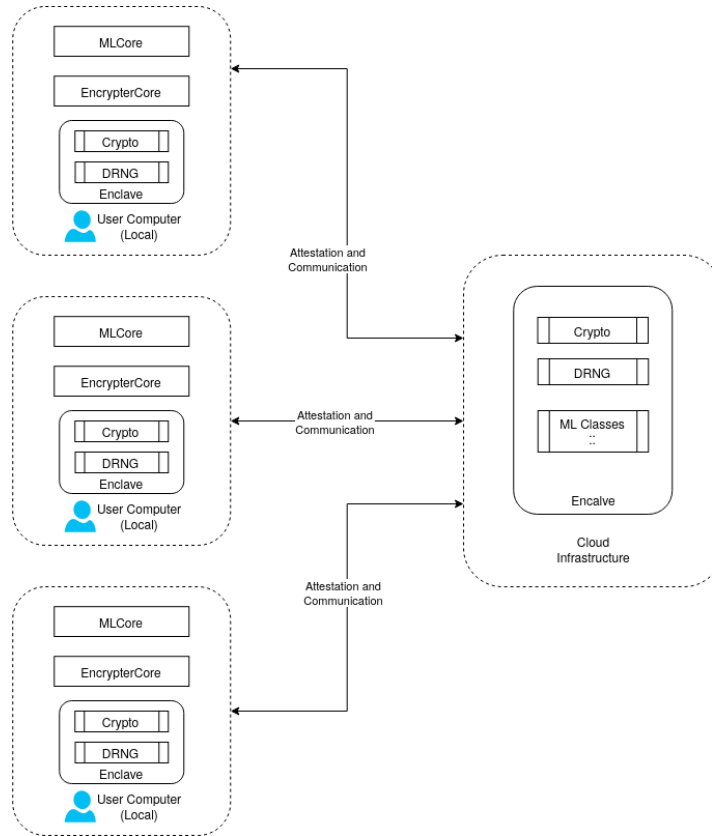 MLCore
EncrypterCore
Crypto
DRNG
Enclave
User Computer
(Local)
Attestation and
Communication
MLCore
EncrypterCore
Crypto
DRNG
Enclave
User Computer
(Local)
Attestation and
Communication
Crypto
DRNG
ML Classes
::
Encalve
Cloud
Infrastructure
Attestation and
Communication
MLCore
EncrypterCore
Crypto
DRNG
Enclave
User Computer
(Local)